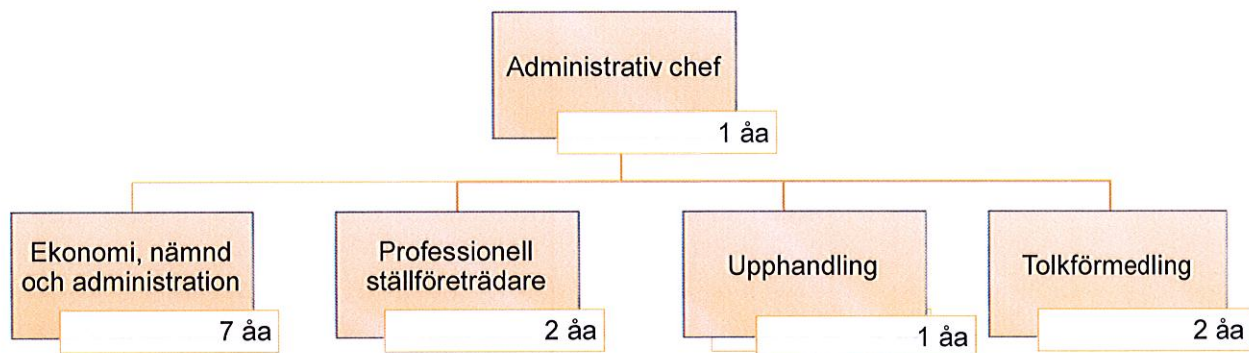 Administrativ chef
1 åa
Ekonomi, nämnd
och administration
7 åa
Professionell
ställföreträdare
2 åa
Upphandling
1 åa
Tolkförmedling
2 åa